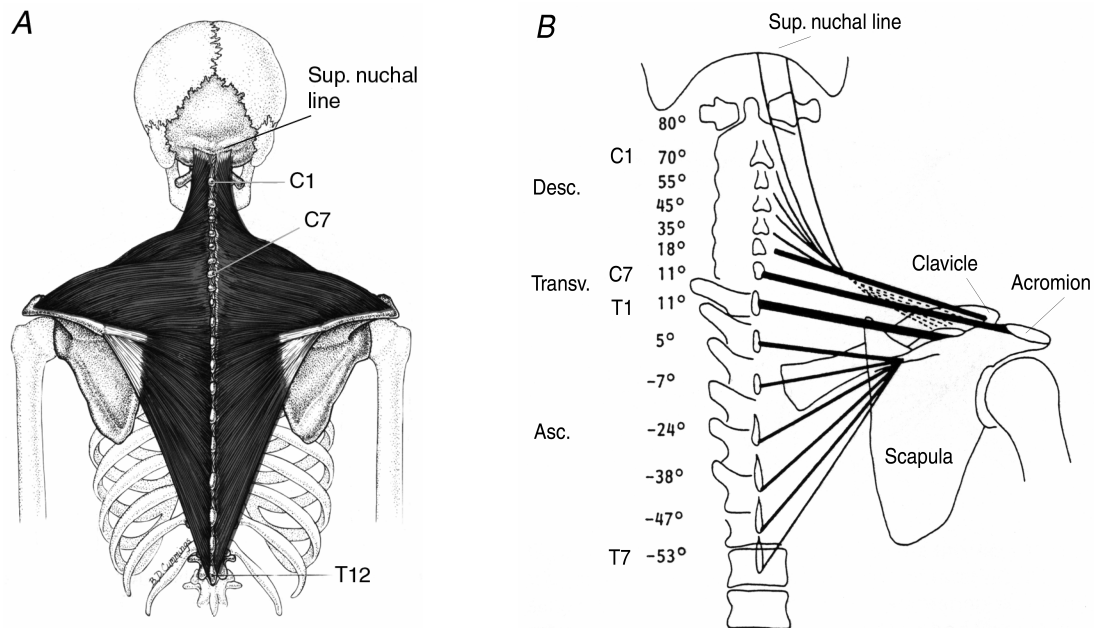 A
Sup. nuchal
line
C1
C7
T12
B
Sup. nuchal line
80°
C1 70°
Desc. 55°
45°
35°
18°
Transv. C7 11°
T1 11°
5°
-7°
Asc. -24°
-38°
-47°
T7 -53°
Clavicle
Acromion
Scapula